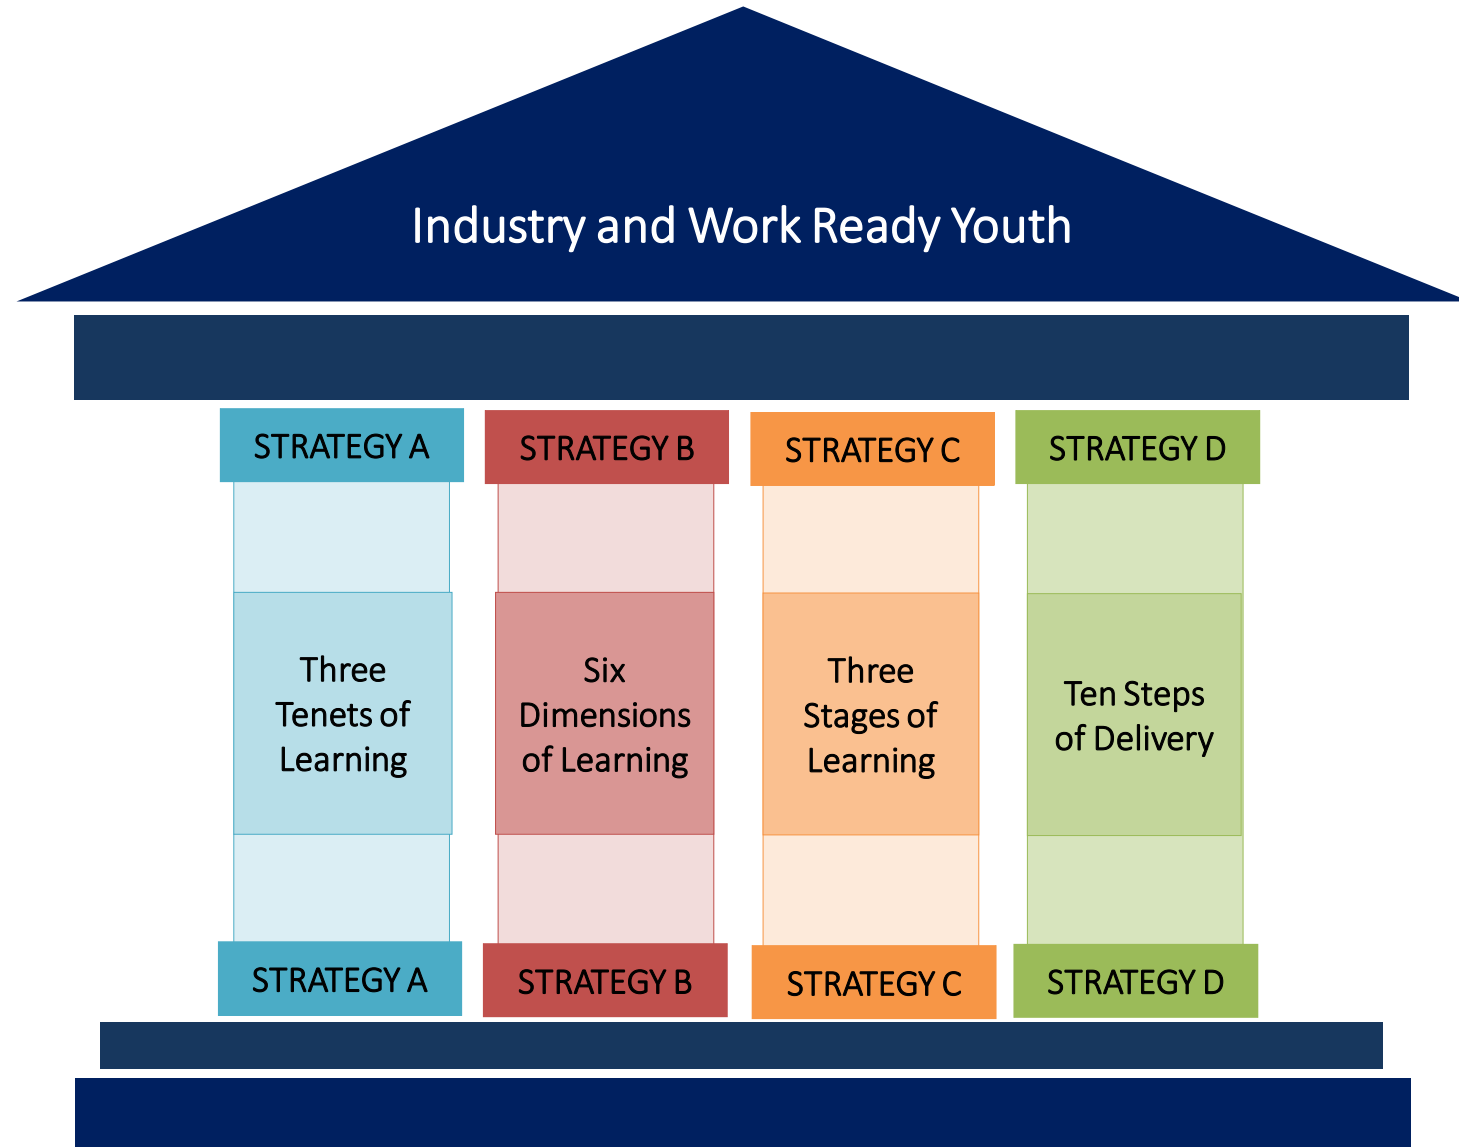 Industry and Work Ready Youth
STRATEGY A
STRATEGY B
STRATEGY C
STRATEGY D
Three
Tenets of
Learning
Six
Dimensions
of Learning
Three
Stages of
Learning
Ten Steps
of Delivery
STRATEGY A
STRATEGY B
STRATEGY C
STRATEGY D